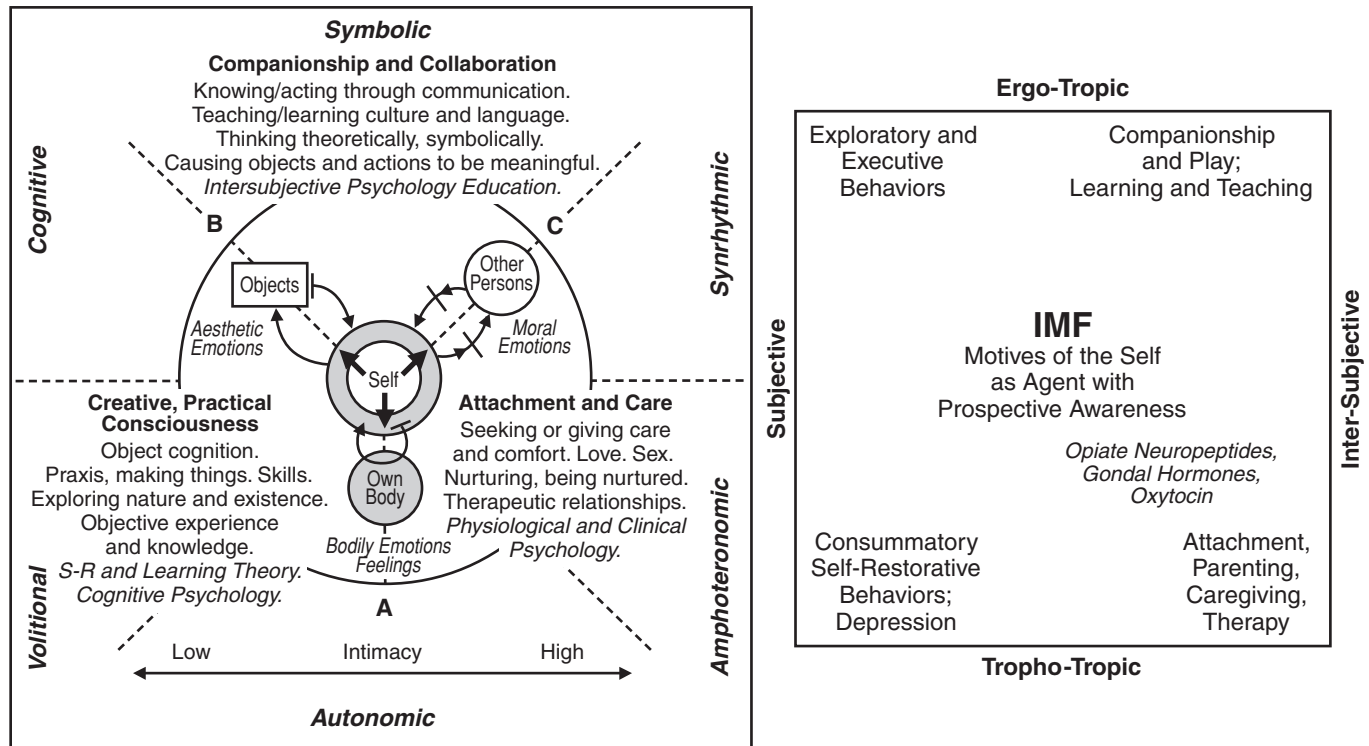 Symbolic
Companionship and Collaboration
Knowing/acting through communication.
Teaching/learning culture and language.
Thinking theoretically, symbolically.
Causing objects and actions to be meaningful.
Intersubjective Psychology Education.
Cognitive
Synrhythmic
B
C
Objects
Other
Persons
Aesthetic
Emotions
Moral
Emotions
Self
Creative, Practical
Consciousness
Object cognition.
Praxis, making things. Skills.
Exploring nature and existence.
Objective experience
and knowledge.
S-R and Learning Theory.
Cognitive Psychology.
Attachment and Care
Seeking or giving care
and comfort. Love. Sex.
Nurturing, being nurtured.
Therapeutic relationships.
Physiological and Clinical
Psychology.
Own
Body
Bodily Emotions
Feelings
A
Volitional
Amphoteronomic
Low
Intimacy
High
Autonomic
Ergo-Tropic
Exploratory and
Executive
Behaviors
Companionship
and Play;
Learning and Teaching
Subjective
Inter-Subjective
IMF
Motives of the Self
as Agent with
Prospective Awareness
Opiate Neuropeptides,
Gondal Hormones,
Oxytocin
Consummatory
Self-Restorative
Behaviors;
Depression
Attachment,
Parenting,
Caregiving,
Therapy
Tropho-Tropic